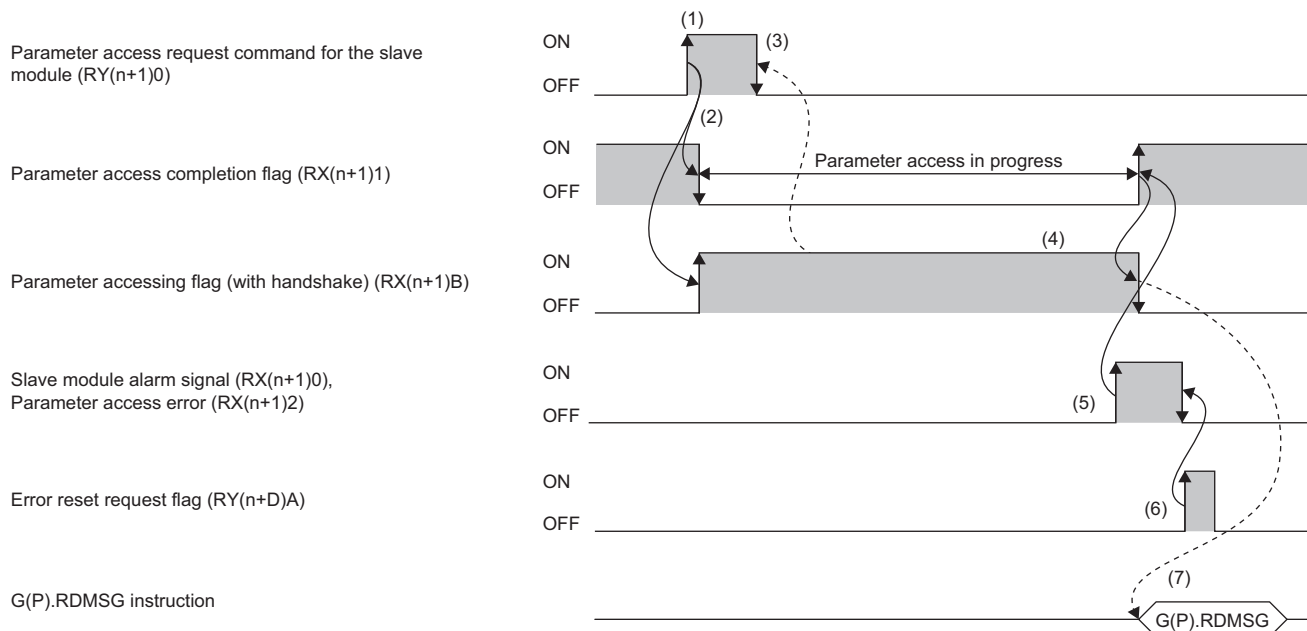 (1)
Parameter access request command for the slave
module (RY(n+1)0)
ON
(3)
OFF
(2)
Parameter access completion flag (RX(n+1)1)
ON
Parameter access in progress
OFF
(4)
Parameter accessing flag (with handshake) (RX(n+1)B)
ON
OFF
Slave module alarm signal (RX(n+1)0),
Parameter access error (RX(n+1)2)
ON
(5)
OFF
Error reset request flag (RY(n+D)A)
ON
(6)
OFF
(7)
G(P).RDMSG instruction
G(P).RDMSG